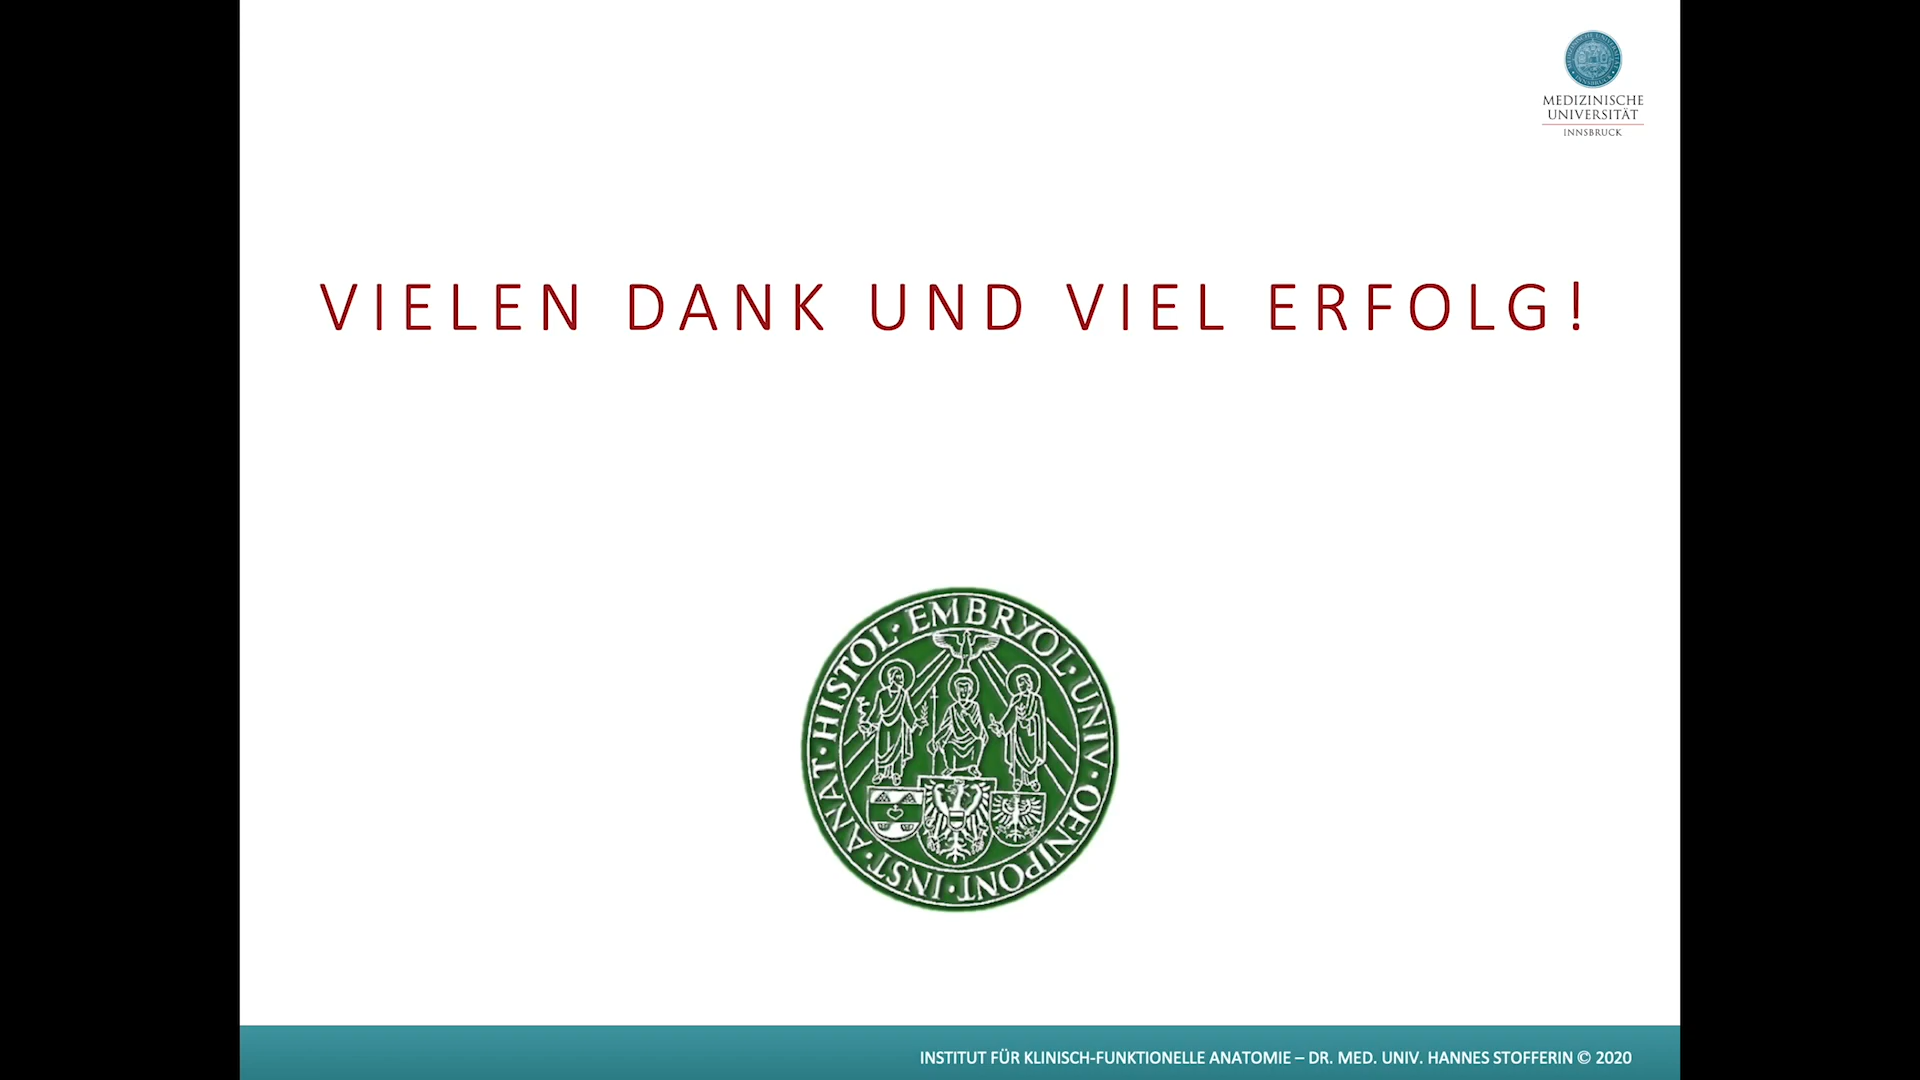 MEDIZINISCHE
UNIVERSITÄT
INNSBRUCK
VIELEN DANK UND VIEL ERFOLG!
INST · ANAT · HISTOL · EMBRYOL · UNIV · OENIPONT ·
INSTITUT FÜR KLINISCH-FUNKTIONELLE ANATOMIE – DR. MED. UNIV. HANNES STOFFERIN © 2020